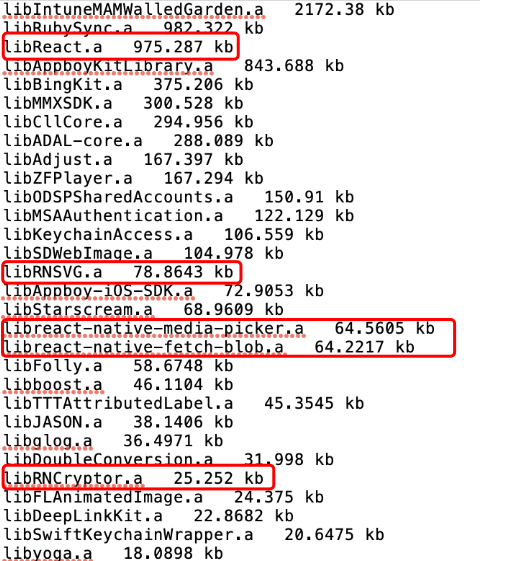 libIntuneMAMWalledGarden.a 2172.38 kb
libRubySync.a 982.322 kb
libReact.a 975.287 kb
libAppboyKitLibrary.a 843.688 kb
libBingKit.a 375.206 kb
libMMXSDK.a 300.528 kb
libCllCore.a 294.956 kb
libADAL-core.a 288.089 kb
libAdjust.a 167.397 kb
libZFPlayer.a 167.294 kb
libODSPSharedAccounts.a 150.91 kb
libMSAAuthentication.a 122.129 kb
libKeychainAccess.a 106.559 kb
libSDWebImage.a 104.978 kb
libRNSVG.a 78.8643 kb
libAppboy-iOS-SDK.a 72.9053 kb
libStarscream.a 68.9609 kb
libreact-native-media-picker.a 64.5605 kb
libreact-native-fetch-blob.a 64.2217 kb
libFolly.a 58.6748 kb
libboost.a 46.1104 kb
libTTTAttributedLabel.a 45.3545 kb
libJASON.a 38.1406 kb
libglog.a 36.4971 kb
libDoubleConversion.a 31.998 kb
libRNCryptor.a 25.252 kb
libFLAnimatedImage.a 24.375 kb
libDeepLinkKit.a 22.8682 kb
libSwiftKeychainWrapper.a 20.6475 kb
libyoga.a 18.0898 kb